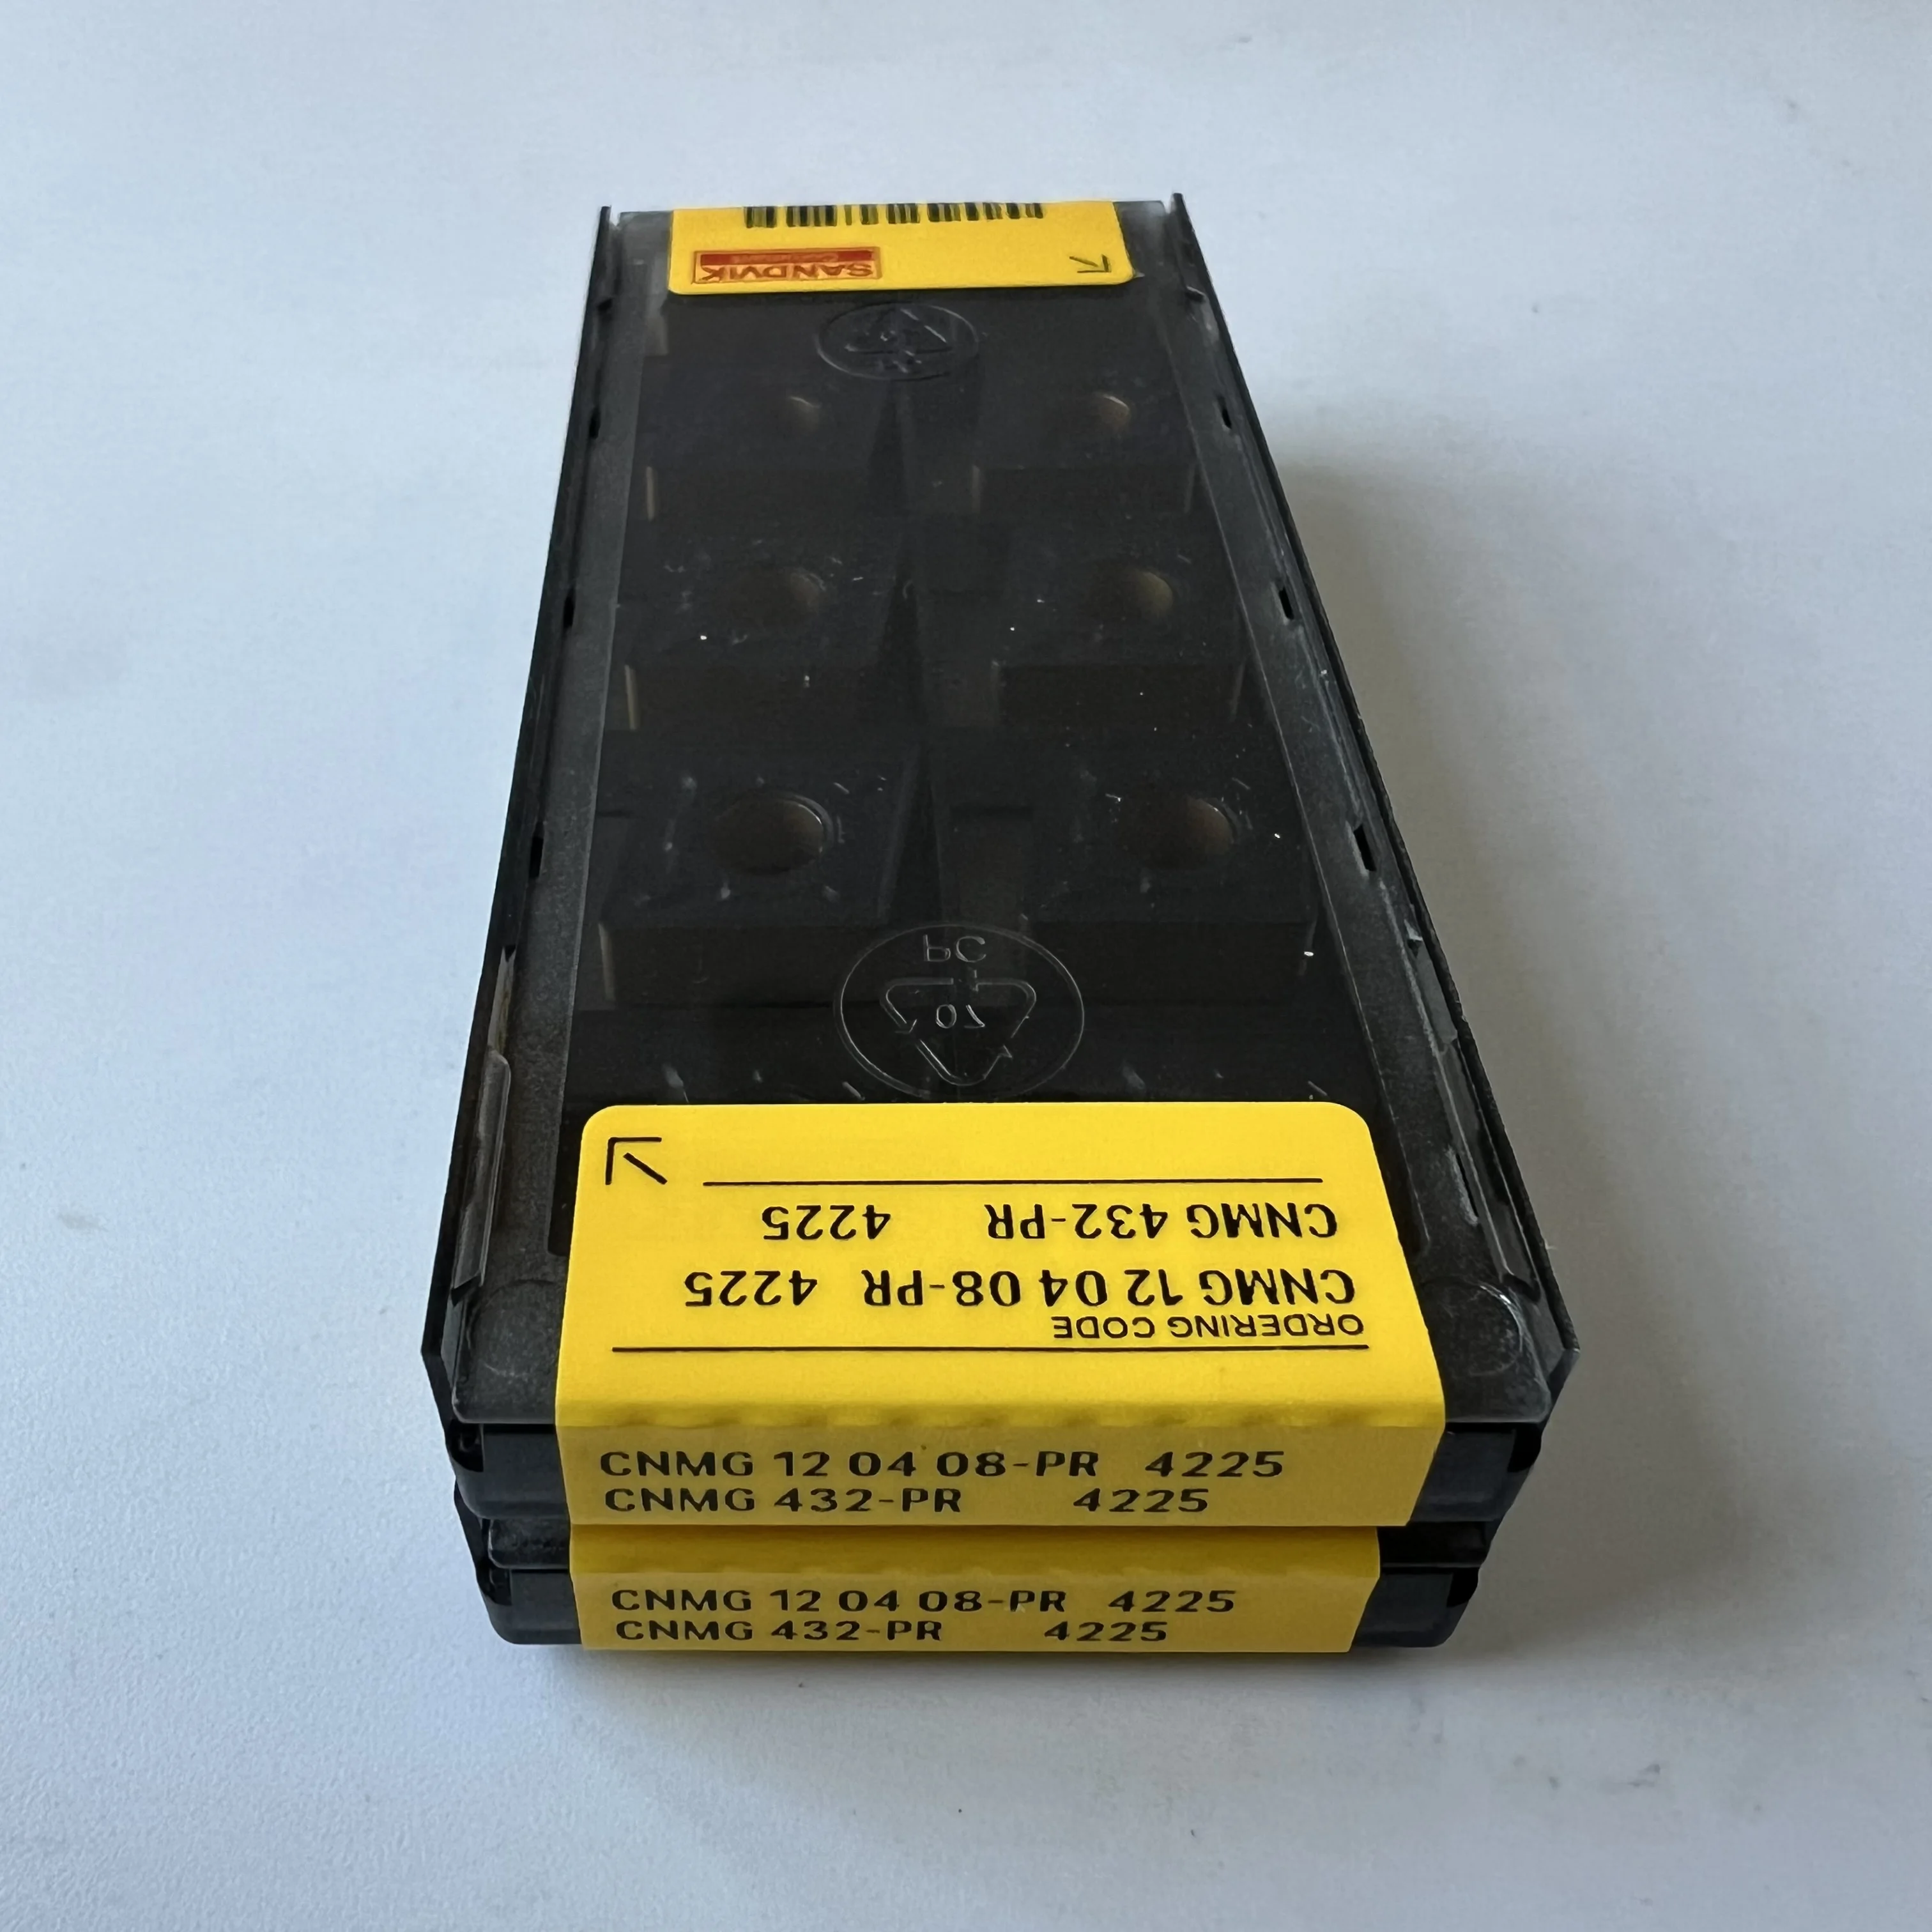 SANDVIK
PC
07
CNMG 432-PR 4225
CNMG 12 04 08-PR 4225
ORDERING CODE
CNMG 12 04 08-PR 4225
CNMG 432-PR 4225
CNMG 12 04 08-PR 4225
CNMG 432-PR 4225